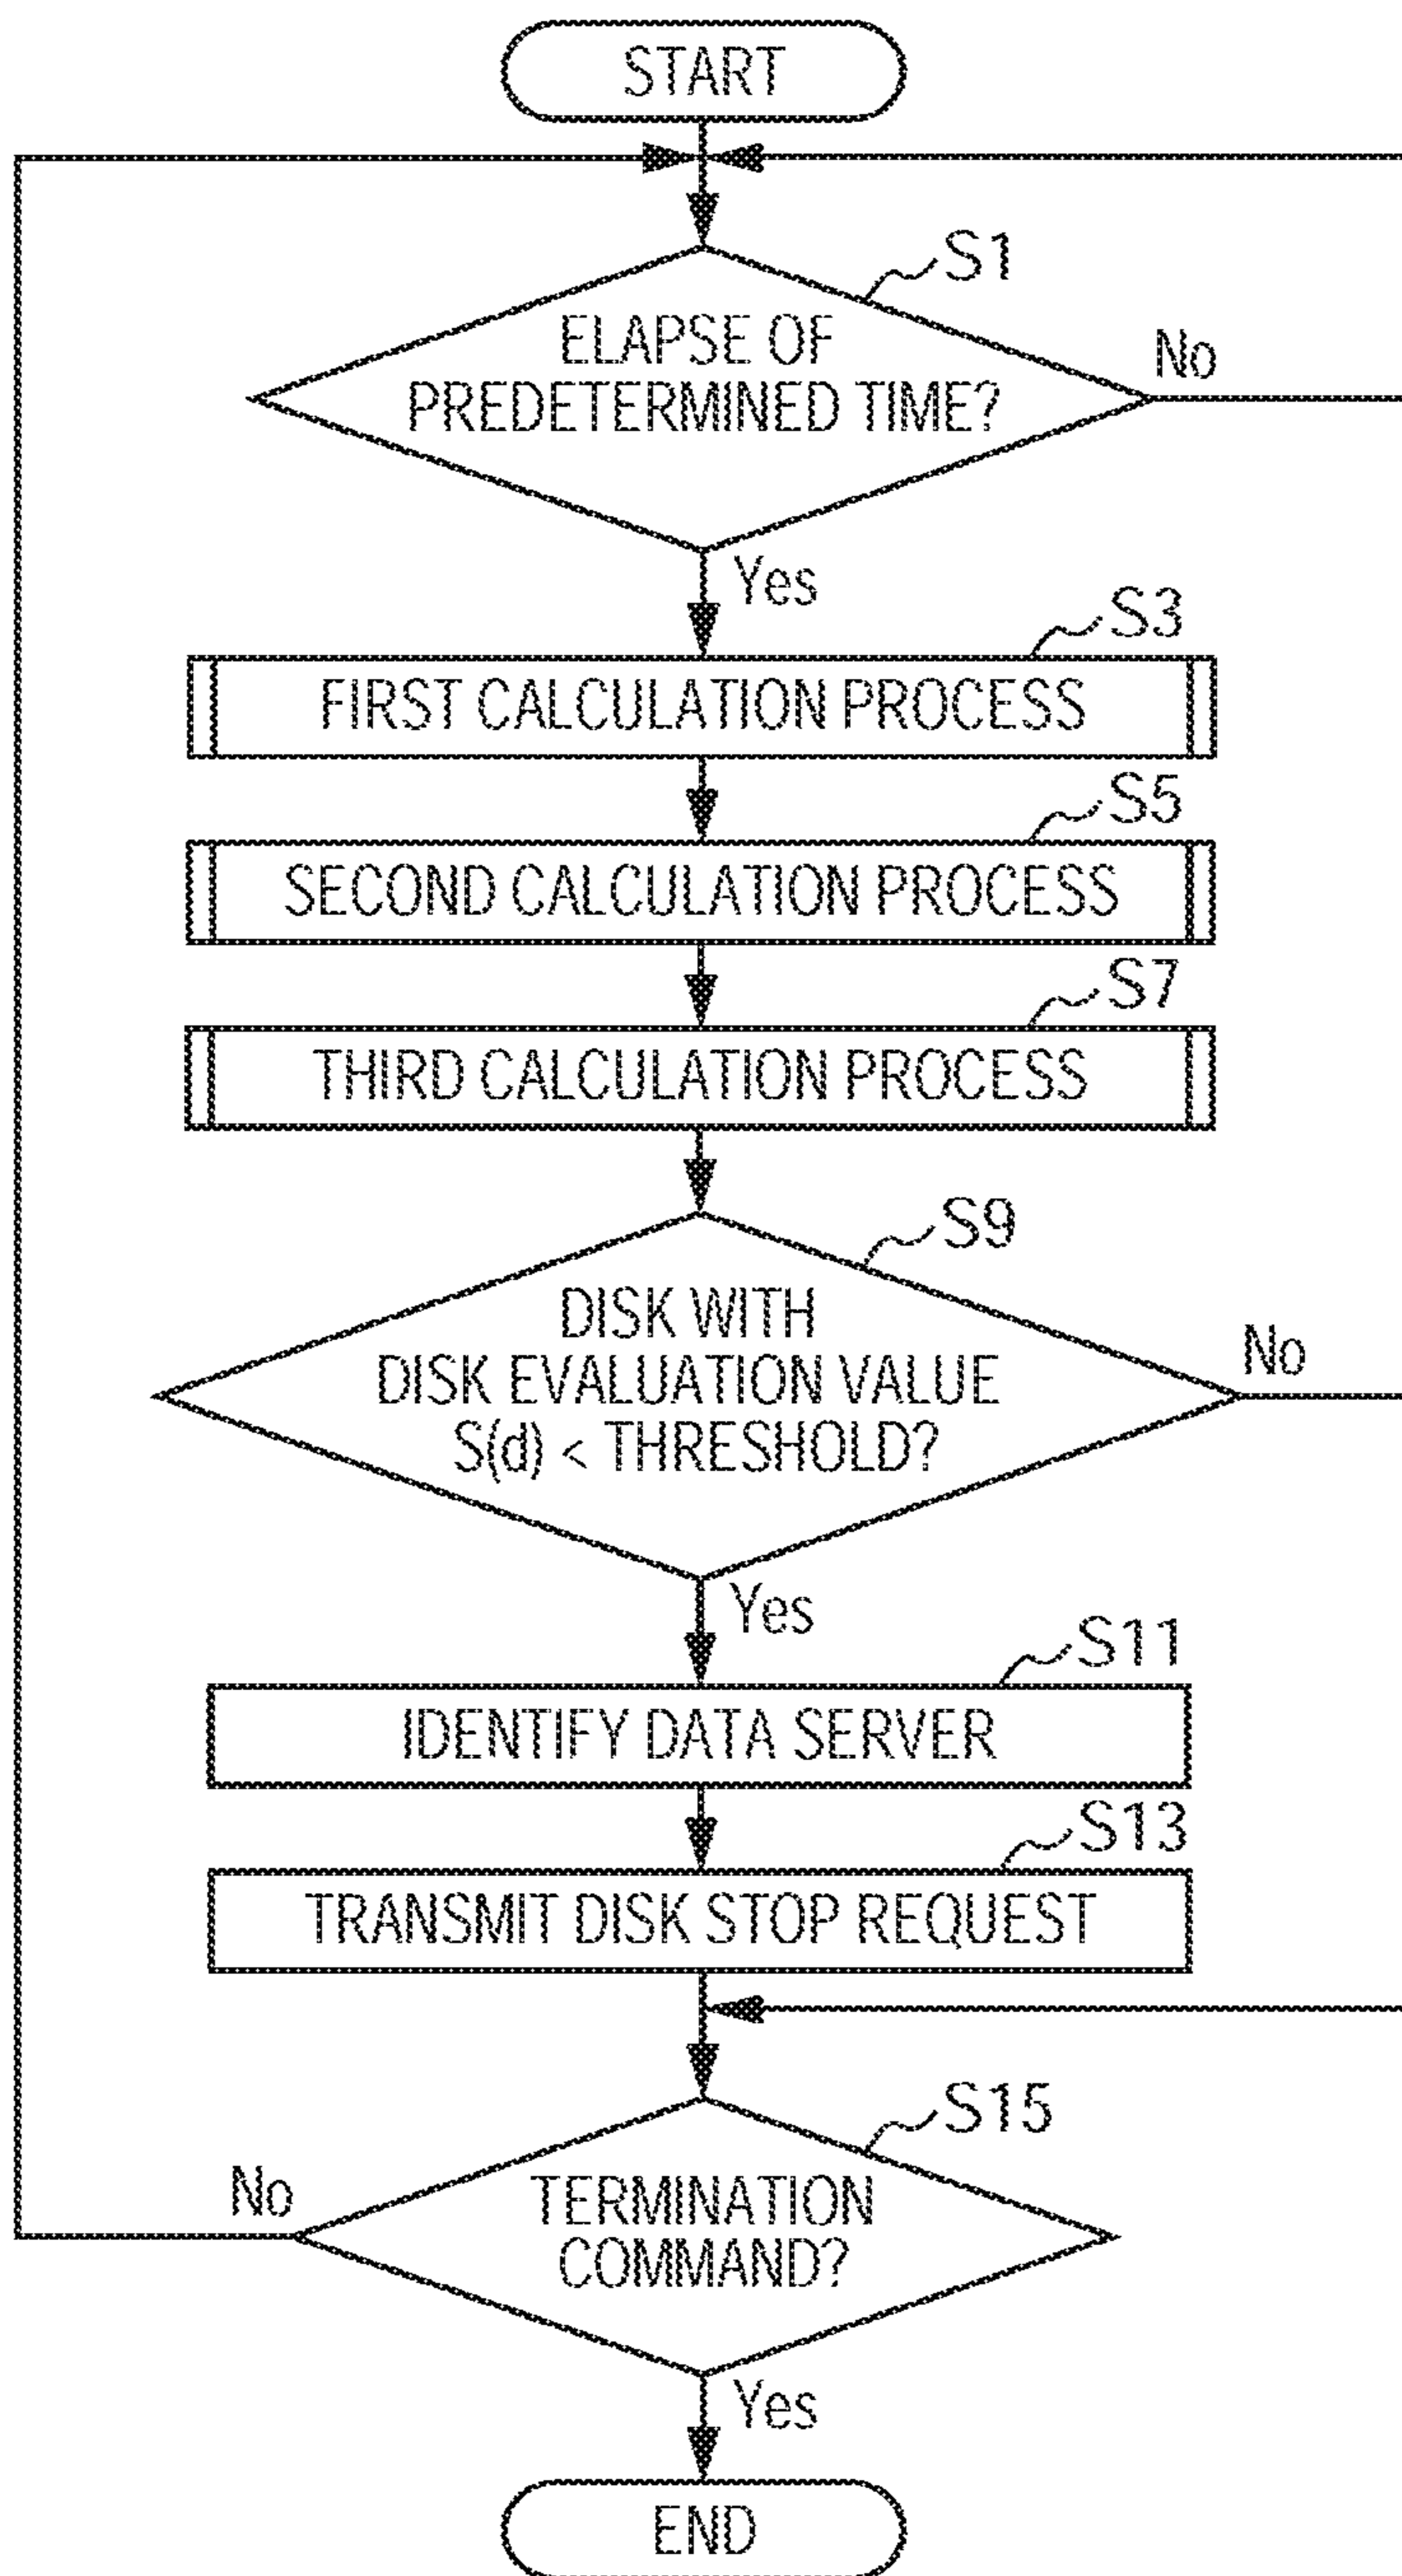 START
S1
ELAPSE OF
PREDETERMINED TIME?
No
Yes
S3
FIRST CALCULATION PROCESS
S5
SECOND CALCULATION PROCESS
S7
THIRD CALCULATION PROCESS
S9
DISK WITH
DISK EVALUATION VALUE
S(d) < THRESHOLD?
No
Yes
S11
IDENTIFY DATA SERVER
S13
TRANSMIT DISK STOP REQUEST
S15
No
TERMINATION
COMMAND?
Yes
END